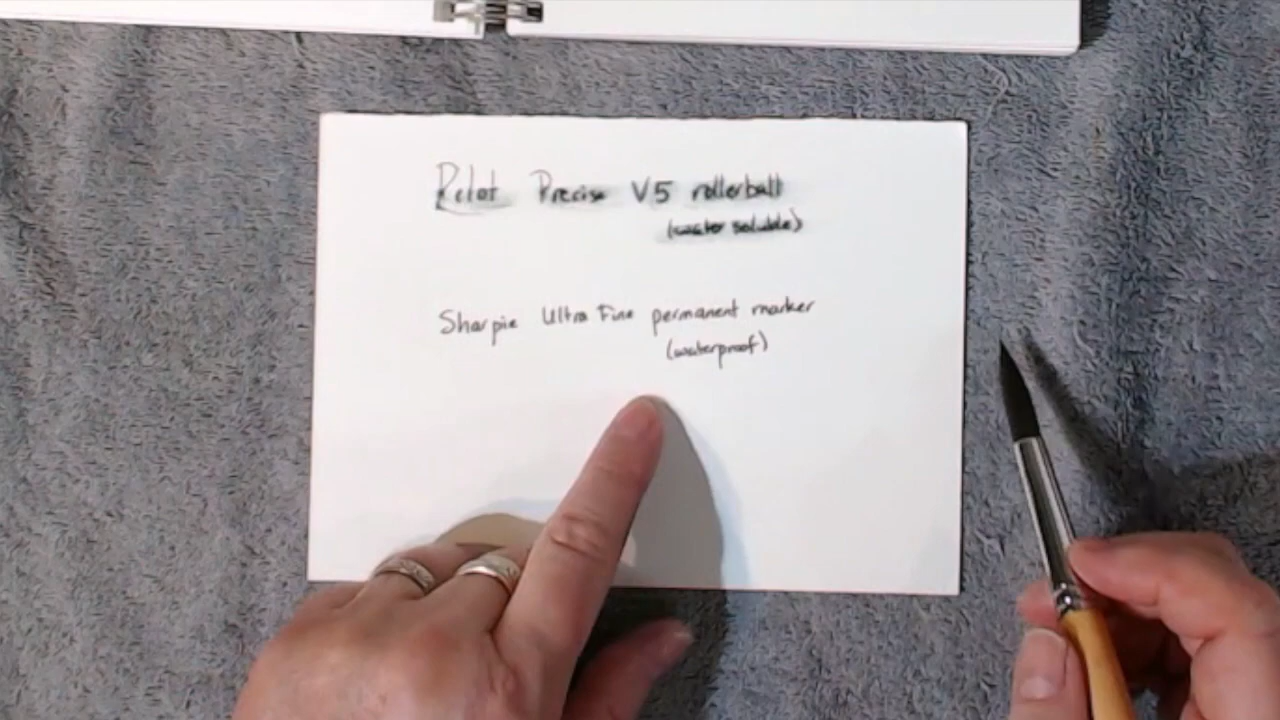 Pilot Precise V5 rollerball
(water soluble)
Sharpie Ultra Fine permanent marker
(waterproof)